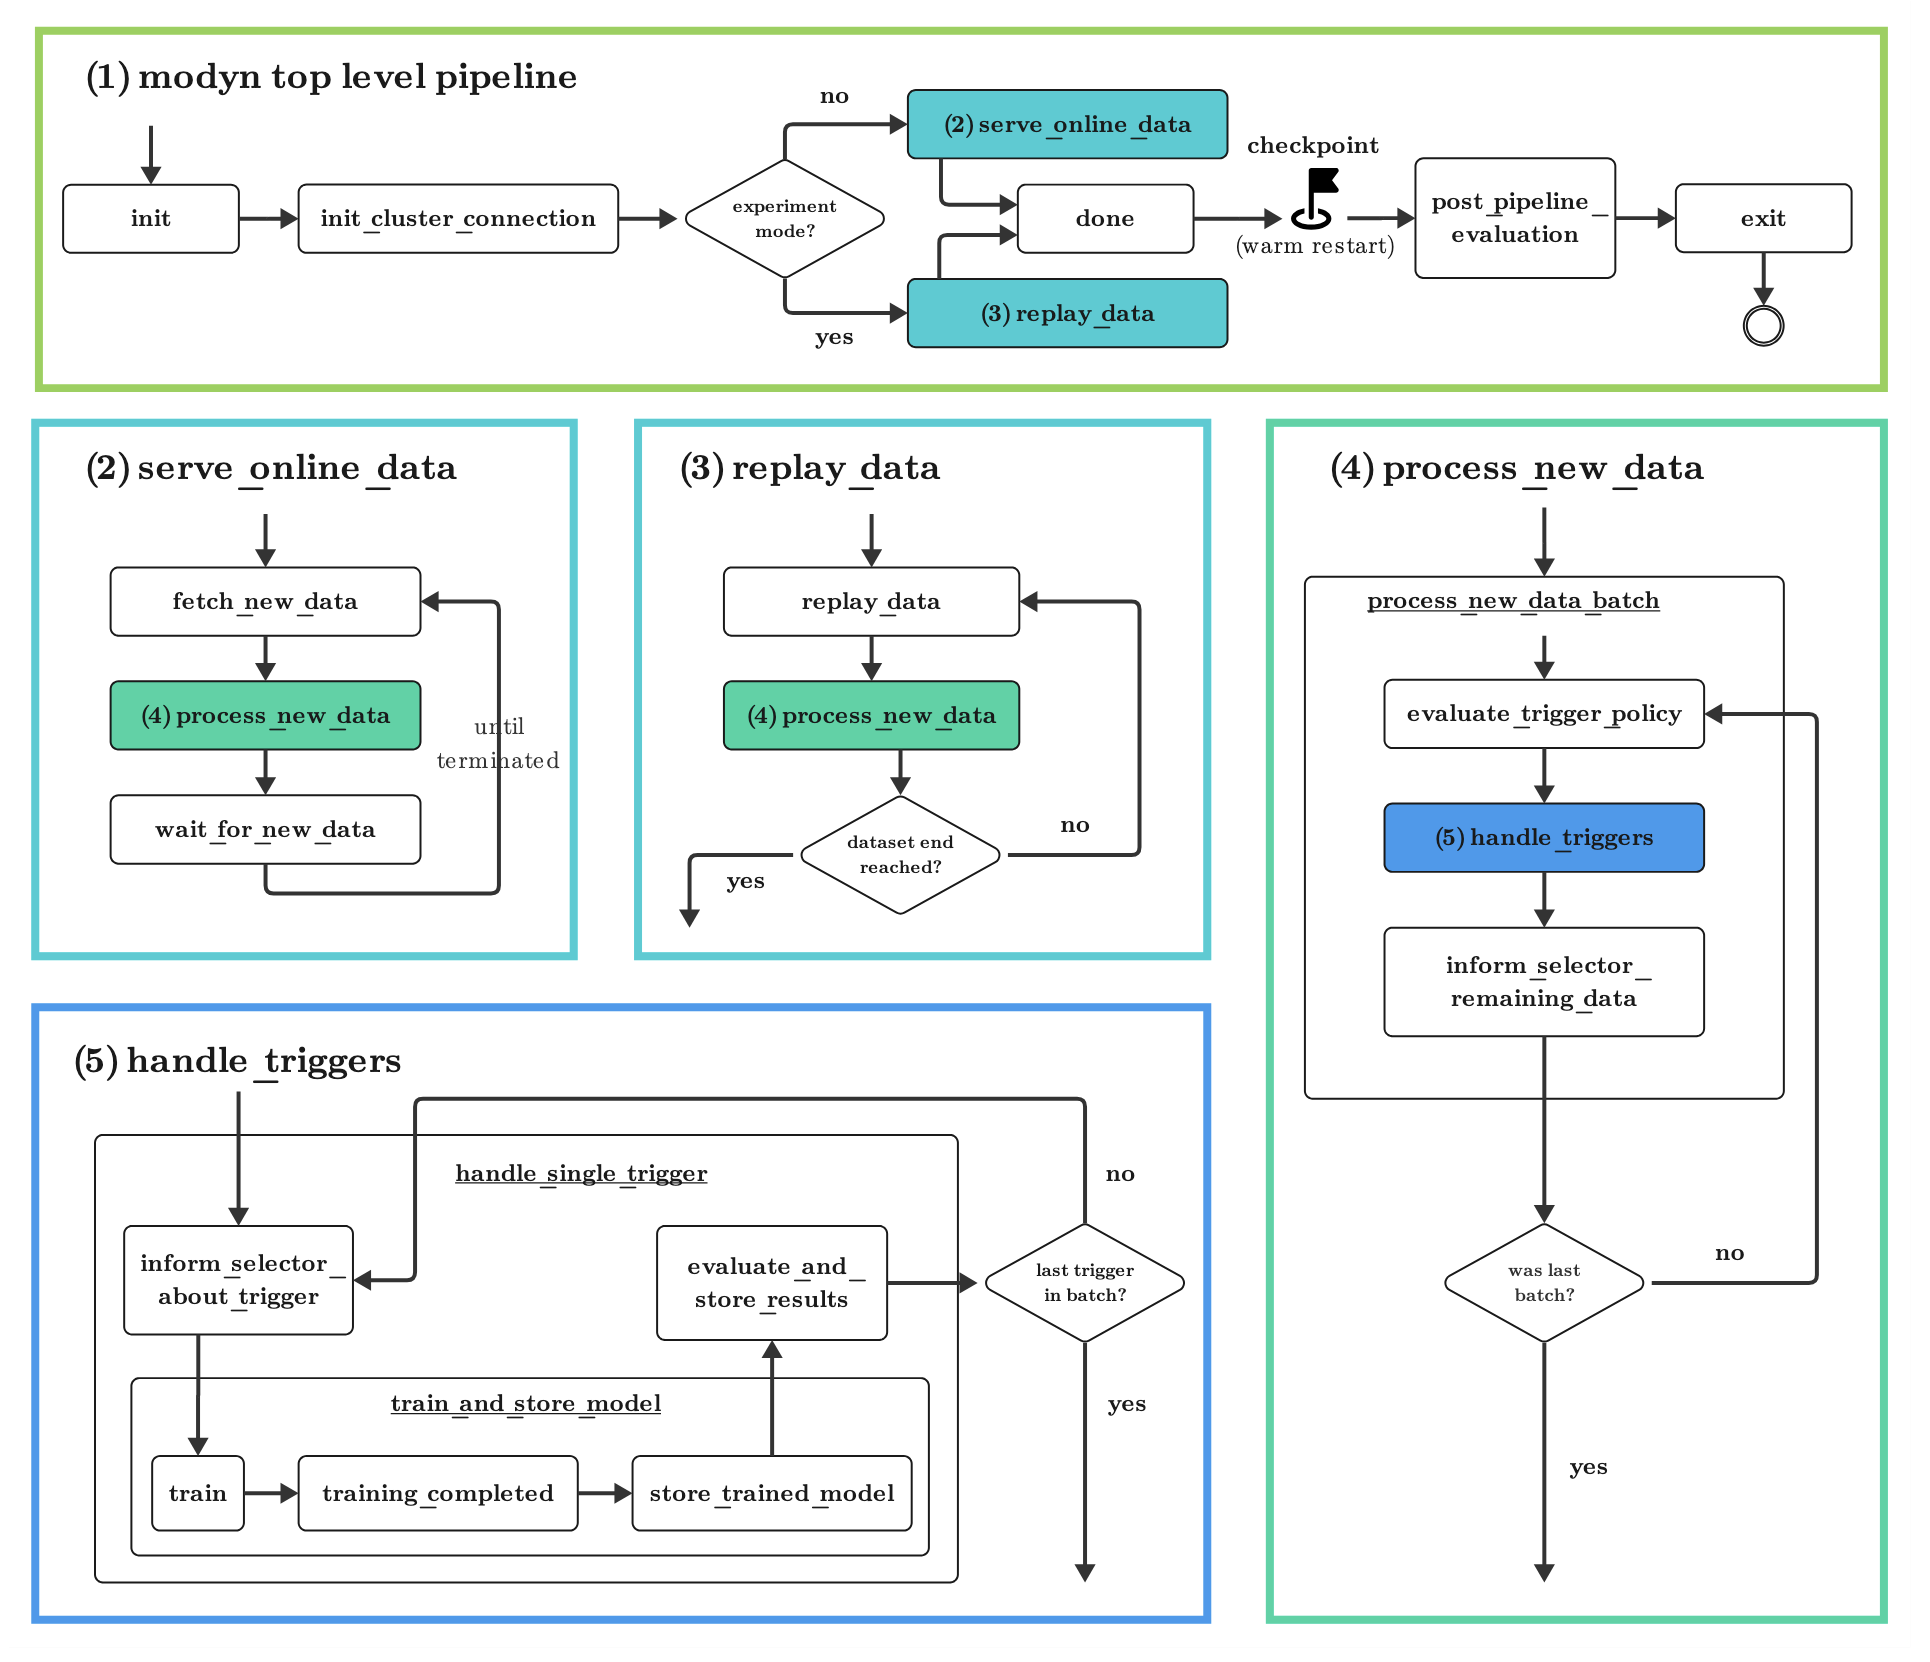 (1) modyn top level pipeline
init
init_cluster_connection
experiment
mode?
no
yes
(2) serve_online_data
(3) replay_data
done
checkpoint
(warm restart)
post_pipeline_
evaluation
exit
(2) serve_online_data
fetch_new_data
(4) process_new_data
wait_for_new_data
until
terminated
(3) replay_data
replay_data
(4) process_new_data
dataset end
reached?
no
yes
(4) process_new_data
process_new_data_batch
evaluate_trigger_policy
(5) handle_triggers
inform_selector_
remaining_data
was last
batch?
no
yes
(5) handle_triggers
handle_single_trigger
inform_selector_
about_trigger
evaluate_and_
store_results
last trigger
in batch?
no
yes
train_and_store_model
train
training_completed
store_trained_model